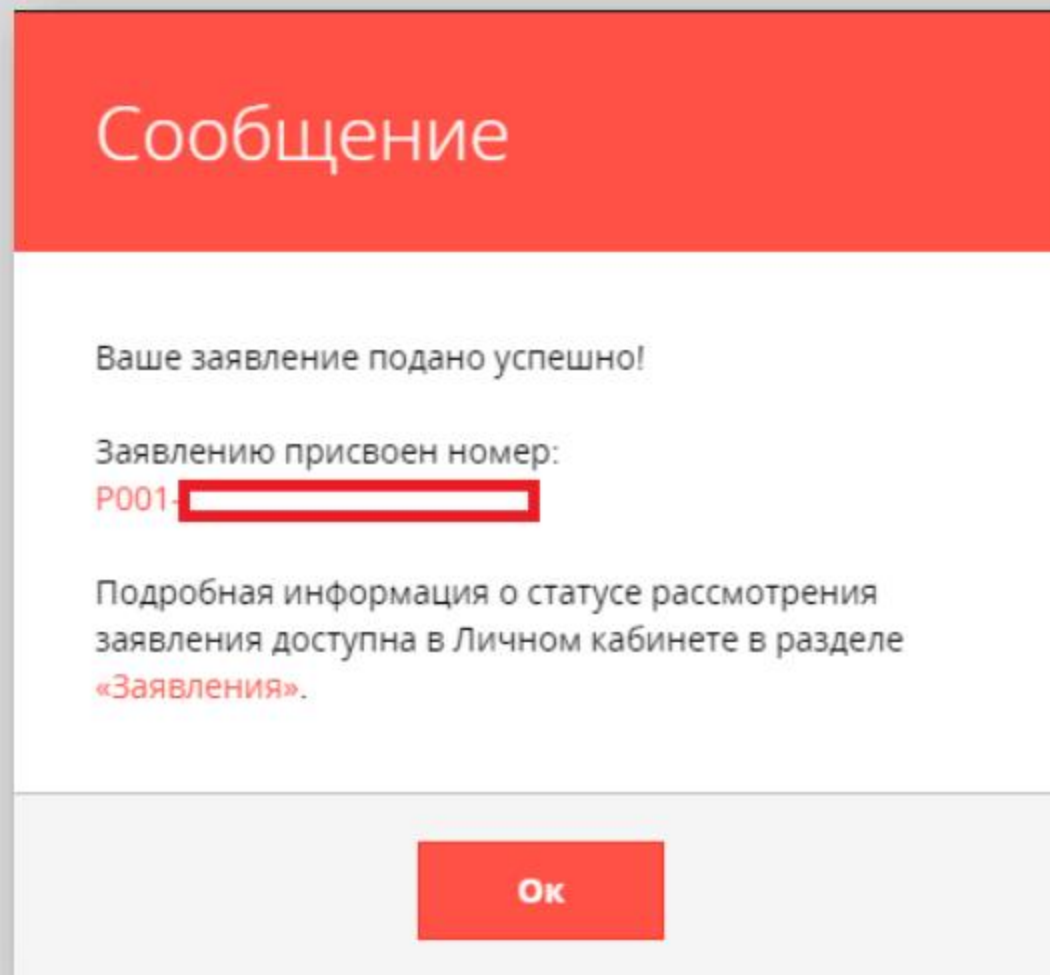 Сообщение
Ваше заявление подано успешно!
Заявлению присвоен номер:
P001-
Подробная информация о статусе рассмотрения
заявления доступна в Личном кабинете в разделе
«Заявления».
Ок